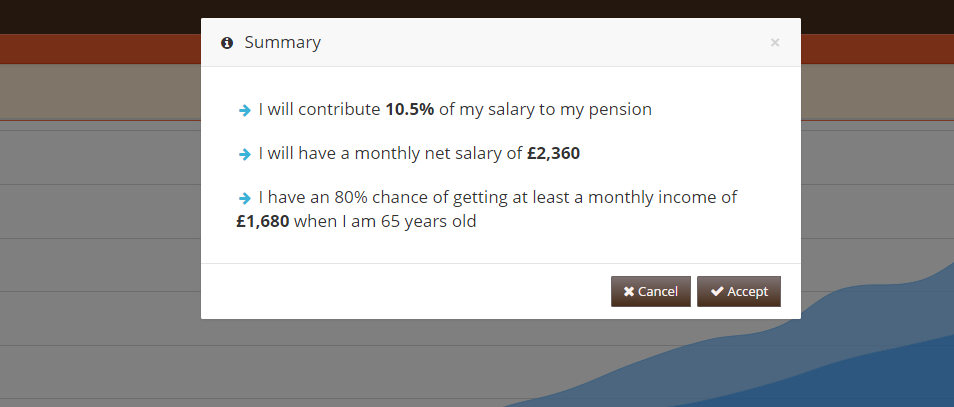 Summary
I will contribute 10.5% of my salary to my pension
I will have a monthly net salary of £2,360
I have an 80% chance of getting at least a monthly income of
£1,680 when I am 65 years old
Cancel Accept